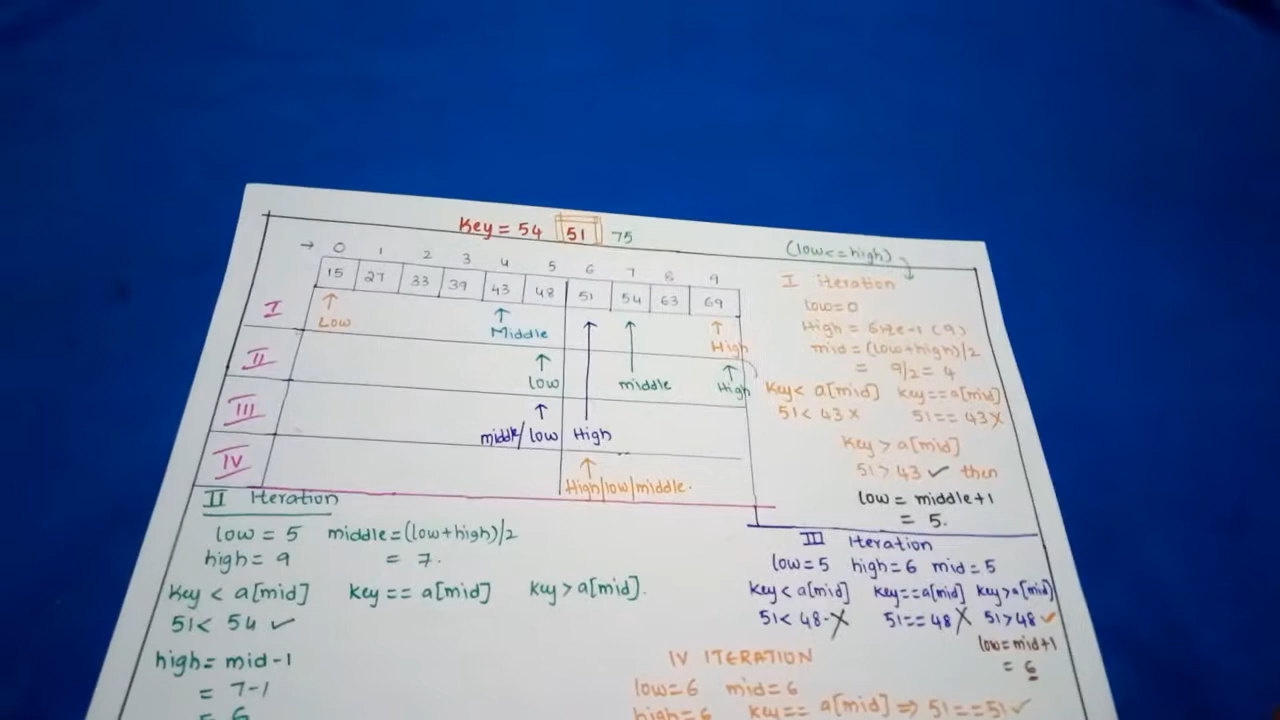 Key = 54 51 75
(low<=high)
→ 0 1 2 3 4 5 6 7 8 9
15 27 33 39 43 48 51 54 63 69
I
Low Middle High
II
low middle High
III
middle/low High
IV
High/low/middle.
I iteration
low=0
High = size-1 (9)
mid = (low+high)/2
= 9/2 = 4
Key< a[mid] key==a[mid]
51 < 43 x 51== 43X
Key > a[mid]
51 > 43 ✓ then
low = middle+1
= 5.
II Iteration
low = 5 middle=(low+high)/2
high = 9 = 7.
Key < a[mid] key == a[mid] key > a[mid].
51 < 54 ✓
high= mid-1
= 7-1
= 6
III Iteration
low=5 high=6 mid=5
Key<a[mid] key==a[mid] key>a[mid]
51< 48-X 51==48 X 51>48 ✓
low=mid+1
= 6
IV ITERATION
low=6 mid=6
high=6 key== a[mid] => 51==51✓